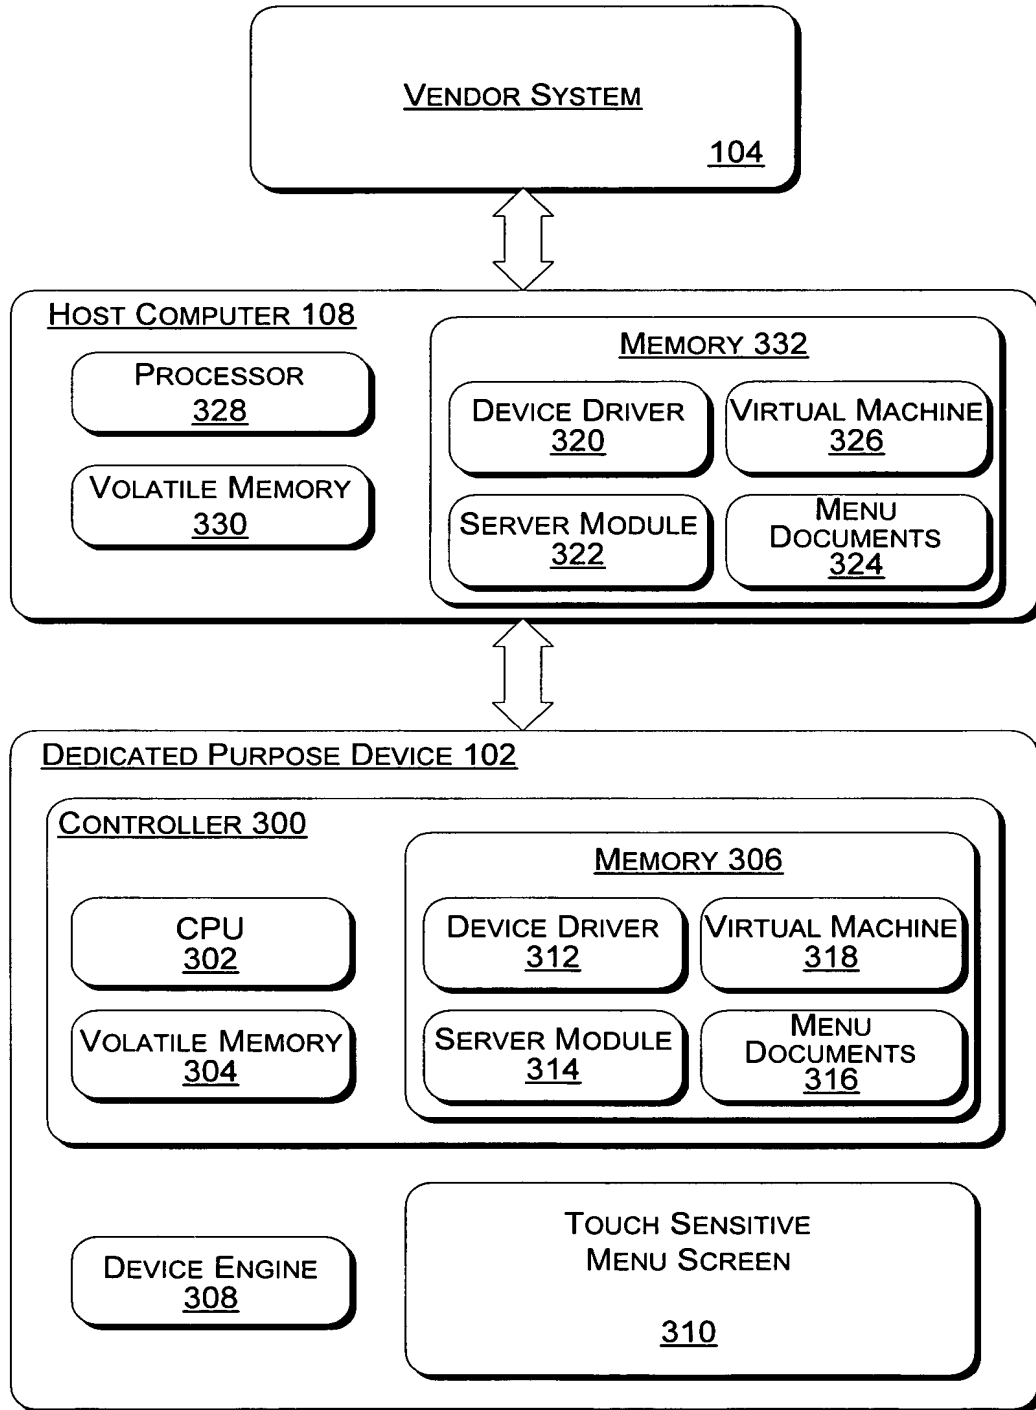 VENDOR SYSTEM
104
HOST COMPUTER 108
PROCESSOR
328
VOLATILE MEMORY
330
MEMORY 332
DEVICE DRIVER
320
VIRTUAL MACHINE
326
SERVER MODULE
322
MENU
DOCUMENTS
324
DEDICATED PURPOSE DEVICE 102
CONTROLLER 300
CPU
302
VOLATILE MEMORY
304
MEMORY 306
DEVICE DRIVER
312
VIRTUAL MACHINE
318
SERVER MODULE
314
MENU
DOCUMENTS
316
DEVICE ENGINE
308
TOUCH SENSITIVE
MENU SCREEN
310